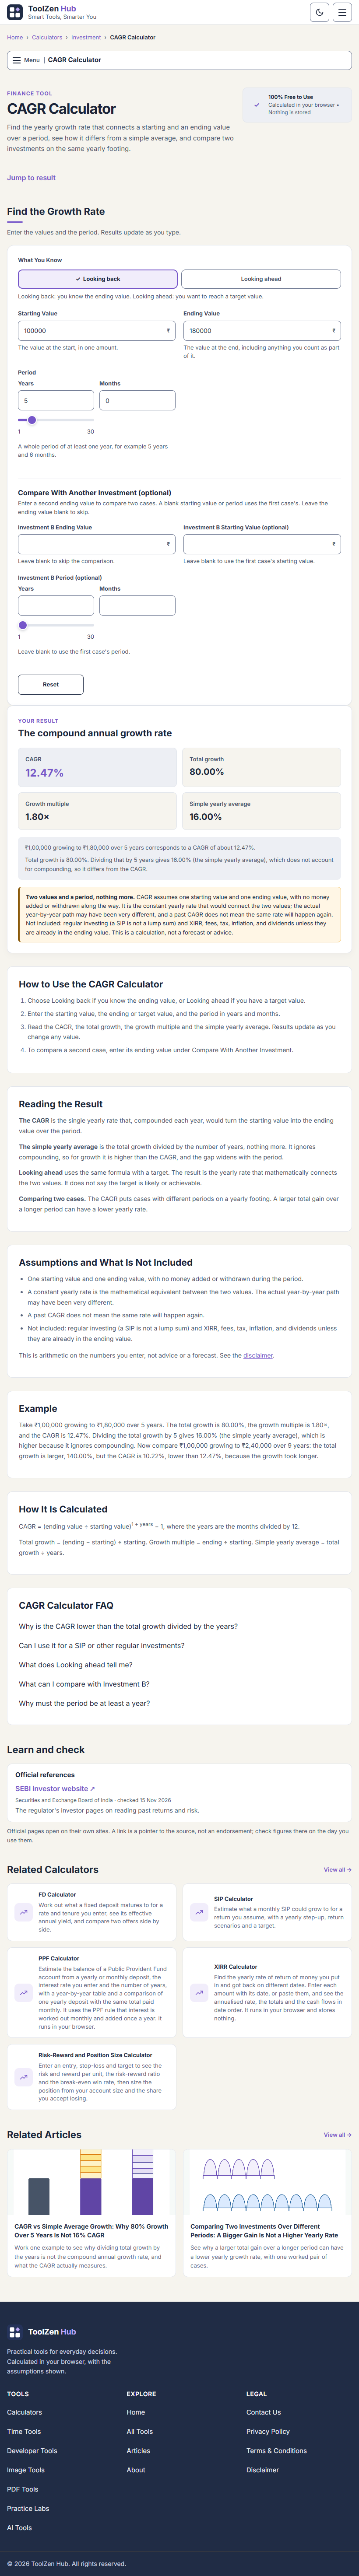 ToolZen Hub
Smart Tools, Smarter You
Home › Calculators › Investment › CAGR Calculator
Menu | CAGR Calculator
FINANCE TOOL
CAGR Calculator
Find the yearly growth rate that connects a starting and an ending value
over a period, see how it differs from a simple average, and compare two
investments on the same yearly footing.
100% Free to Use
Calculated in your browser •
Nothing is stored
Jump to result
Find the Growth Rate
Enter the values and the period. Results update as you type.
What You Know
✓ Looking back
Looking ahead
Looking back: you know the ending value. Looking ahead: you want to reach a target value.
Starting Value
100000 ₹
The value at the start, in one amount.
Ending Value
180000 ₹
The value at the end, including anything you count as part
of it.
Period
Years
Months
5
0
1 30
A whole period of at least one year, for example 5 years
and 6 months.
Compare With Another Investment (optional)
Enter a second ending value to compare two cases. A blank starting value or period uses the first case's. Leave the
ending value blank to skip.
Investment B Ending Value
₹
Leave blank to skip the comparison.
Investment B Starting Value (optional)
₹
Leave blank to use the first case's starting value.
Investment B Period (optional)
Years
Months
1 30
Leave blank to use the first case's period.
Reset
YOUR RESULT
The compound annual growth rate
CAGR
12.47%
Total growth
80.00%
Growth multiple
1.80×
Simple yearly average
16.00%
₹1,00,000 growing to ₹1,80,000 over 5 years corresponds to a CAGR of about 12.47%.
Total growth is 80.00%. Dividing that by 5 years gives 16.00% (the simple yearly average), which does not account
for compounding, so it differs from the CAGR.
Two values and a period, nothing more. CAGR assumes one starting value and one ending value, with no money
added or withdrawn along the way. It is the constant yearly rate that would connect the two values; the actual
year-by-year path may have been very different, and a past CAGR does not mean the same rate will happen again.
Not included: regular investing (a SIP is not a lump sum) and XIRR, fees, tax, inflation, and dividends unless they
are already in the ending value. This is a calculation, not a forecast or advice.
How to Use the CAGR Calculator
1. Choose Looking back if you know the ending value, or Looking ahead if you have a target value.
2. Enter the starting value, the ending or target value, and the period in years and months.
3. Read the CAGR, the total growth, the growth multiple and the simple yearly average. Results update as you
change any value.
4. To compare a second case, enter its ending value under Compare With Another Investment.
Reading the Result
The CAGR is the single yearly rate that, compounded each year, would turn the starting value into the ending
value over the period.
The simple yearly average is the total growth divided by the number of years, nothing more. It ignores
compounding, so for growth it is higher than the CAGR, and the gap widens with the period.
Looking ahead uses the same formula with a target. The result is the yearly rate that mathematically connects
the two values. It does not say the target is likely or achievable.
Comparing two cases. The CAGR puts cases with different periods on a yearly footing. A larger total gain over
a longer period can have a lower yearly rate.
Assumptions and What Is Not Included
• One starting value and one ending value, with no money added or withdrawn during the period.
• A constant yearly rate is the mathematical equivalent between the two values. The actual year-by-year path
may have been very different.
• A past CAGR does not mean the same rate will happen again.
• Not included: regular investing (a SIP is not a lump sum) and XIRR, fees, tax, inflation, and dividends unless
they are already in the ending value.
This is arithmetic on the numbers you enter, not advice or a forecast. See the disclaimer.
Example
Take ₹1,00,000 growing to ₹1,80,000 over 5 years. The total growth is 80.00%, the growth multiple is 1.80×,
and the CAGR is 12.47%. Dividing the total growth by 5 gives 16.00% (the simple yearly average), which is
higher because it ignores compounding. Now compare ₹1,00,000 growing to ₹2,40,000 over 9 years: the total
growth is larger, 140.00%, but the CAGR is 10.22%, lower than 12.47%, because the growth took longer.
How It Is Calculated
CAGR = (ending value ÷ starting value)^1 ÷ years − 1, where the years are the months divided by 12.
Total growth = (ending − starting) ÷ starting. Growth multiple = ending ÷ starting. Simple yearly average = total
growth ÷ years.
CAGR Calculator FAQ
Why is the CAGR lower than the total growth divided by the years?
Can I use it for a SIP or other regular investments?
What does Looking ahead tell me?
What can I compare with Investment B?
Why must the period be at least a year?
Learn and check
Official references
SEBI investor website ↗
Securities and Exchange Board of India · checked 15 Nov 2026
The regulator's investor pages on reading past returns and risk.
Official pages open on their own sites. A link is a pointer to the source, not an endorsement; check figures there on the day you
use them.
Related Calculators
View all →
FD Calculator
Work out what a fixed deposit matures to for a
rate and tenure you enter, see its effective
annual yield, and compare two offers side by
side.
SIP Calculator
Estimate what a monthly SIP could grow to for a
return you assume, with a yearly step-up, return
scenarios and a target.
PPF Calculator
Estimate the balance of a Public Provident Fund
account from a yearly or monthly deposit, the
interest rate you enter and the number of years,
with a year-by-year table and a comparison of
one yearly deposit with the same total paid
monthly. It uses the PPF rule that interest is
worked out monthly and added once a year. It
runs in your browser.
XIRR Calculator
Find the yearly rate of return of money you put
in and got back on different dates. Enter each
amount with its date, or paste them, and see the
annualised rate, the totals and the cash flows in
date order. It runs in your browser and stores
nothing.
Risk-Reward and Position Size Calculator
Enter an entry, stop-loss and target to see the
risk and reward per unit, the risk-reward ratio
and the break-even win rate, then size the
position from your account size and the share
you accept losing.
Related Articles
View all →
CAGR vs Simple Average Growth: Why 80% Growth
Over 5 Years Is Not 16% CAGR
Work one example to see why dividing total growth by
the years is not the compound annual growth rate, and
what the CAGR actually measures.
Comparing Two Investments Over Different
Periods: A Bigger Gain Is Not a Higher Yearly Rate
See why a larger total gain over a longer period can have
a lower yearly growth rate, with one worked pair of
cases.
ToolZen Hub
Practical tools for everyday decisions.
Calculated in your browser, with the
assumptions shown.
TOOLS
Calculators
Time Tools
Developer Tools
Image Tools
PDF Tools
Practice Labs
AI Tools
EXPLORE
Home
All Tools
Articles
About
LEGAL
Contact Us
Privacy Policy
Terms & Conditions
Disclaimer
© 2026 ToolZen Hub. All rights reserved.